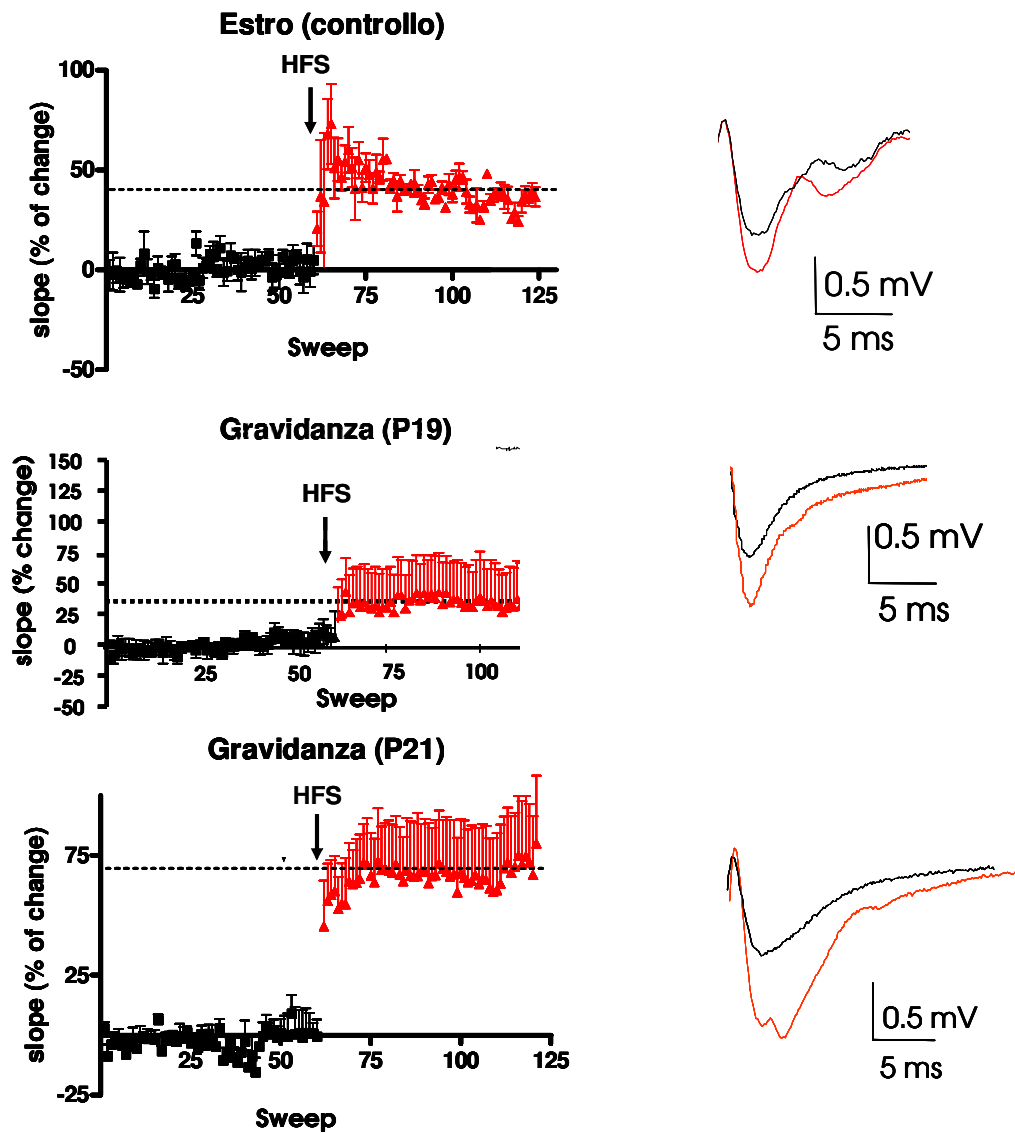 Estro (controllo)
HFS
100
50
0
-50
25
50
75
100
125
slope (% of change)
Sweep
0.5 mV
5 ms
Gravidanza (P19)
HFS
150
125
100
75
50
25
0
-25
-50
25
50
75
100
slope (% change)
Sweep
0.5 mV
5 ms
Gravidanza (P21)
HFS
75
25
-25
25
50
75
100
125
slope (% of change)
Sweep
0.5 mV
5 ms